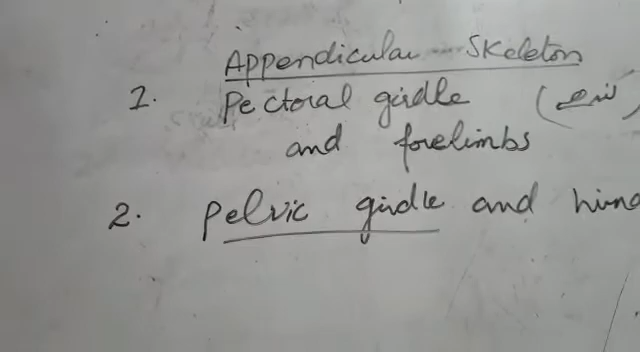 Appendicular Skeleton
1. Pectoral girdle
and forelimbs
2. Pelvic girdle and hind